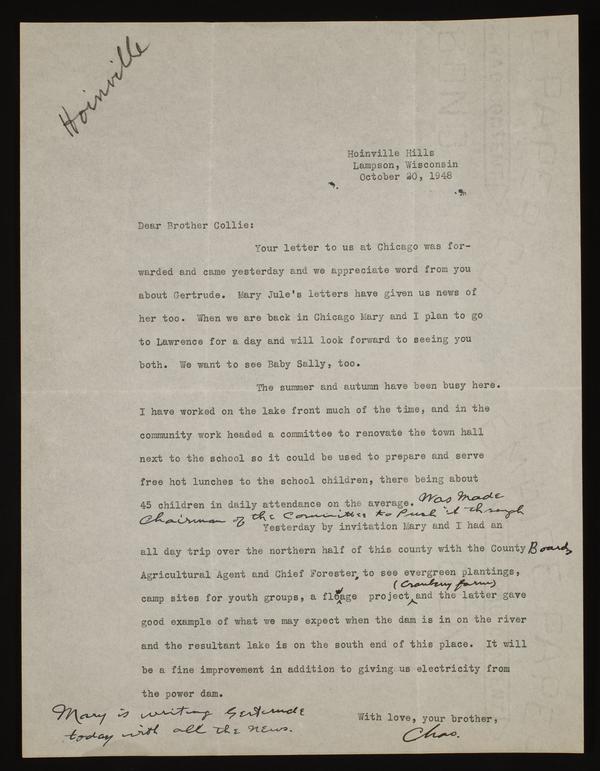 Hoinville
Hoinville Hills
Lampson, Wisconsin
October 20, 1948
Dear Brother Collie:
Your letter to us at Chicago was for-
warded and came yesterday and we appreciate word from you
about Gertrude. Mary Jule's letters have given us news of
her too. When we are back in Chicago Mary and I plan to go
to Lawrence for a day and will look forward to seeing you
both. We want to see Baby Sally, too.
The summer and autumn have been busy here.
I have worked on the lake front much of the time, and in the
community work headed a committee to renovate the town hall
next to the school so it could be used to prepare and serve
free hot lunches to the school children, there being about
45 children in daily attendance on the average. Was made
Chairman of the Committee to push it through
Yesterday by invitation Mary and I had an
all day trip over the northern half of this county with the County Board,
Agricultural Agent and Chief Forester, to see evergreen plantings,
(Cranberry farms)
camp sites for youth groups, a flowage project, and the latter gave
good example of what we may expect when the dam is in on the river
and the resultant lake is on the south end of this place. It will
be a fine improvement in addition to giving us electricity from
the power dam.
Mary is writing Gertrude
today with all the news.
With love, your brother,
Chas.